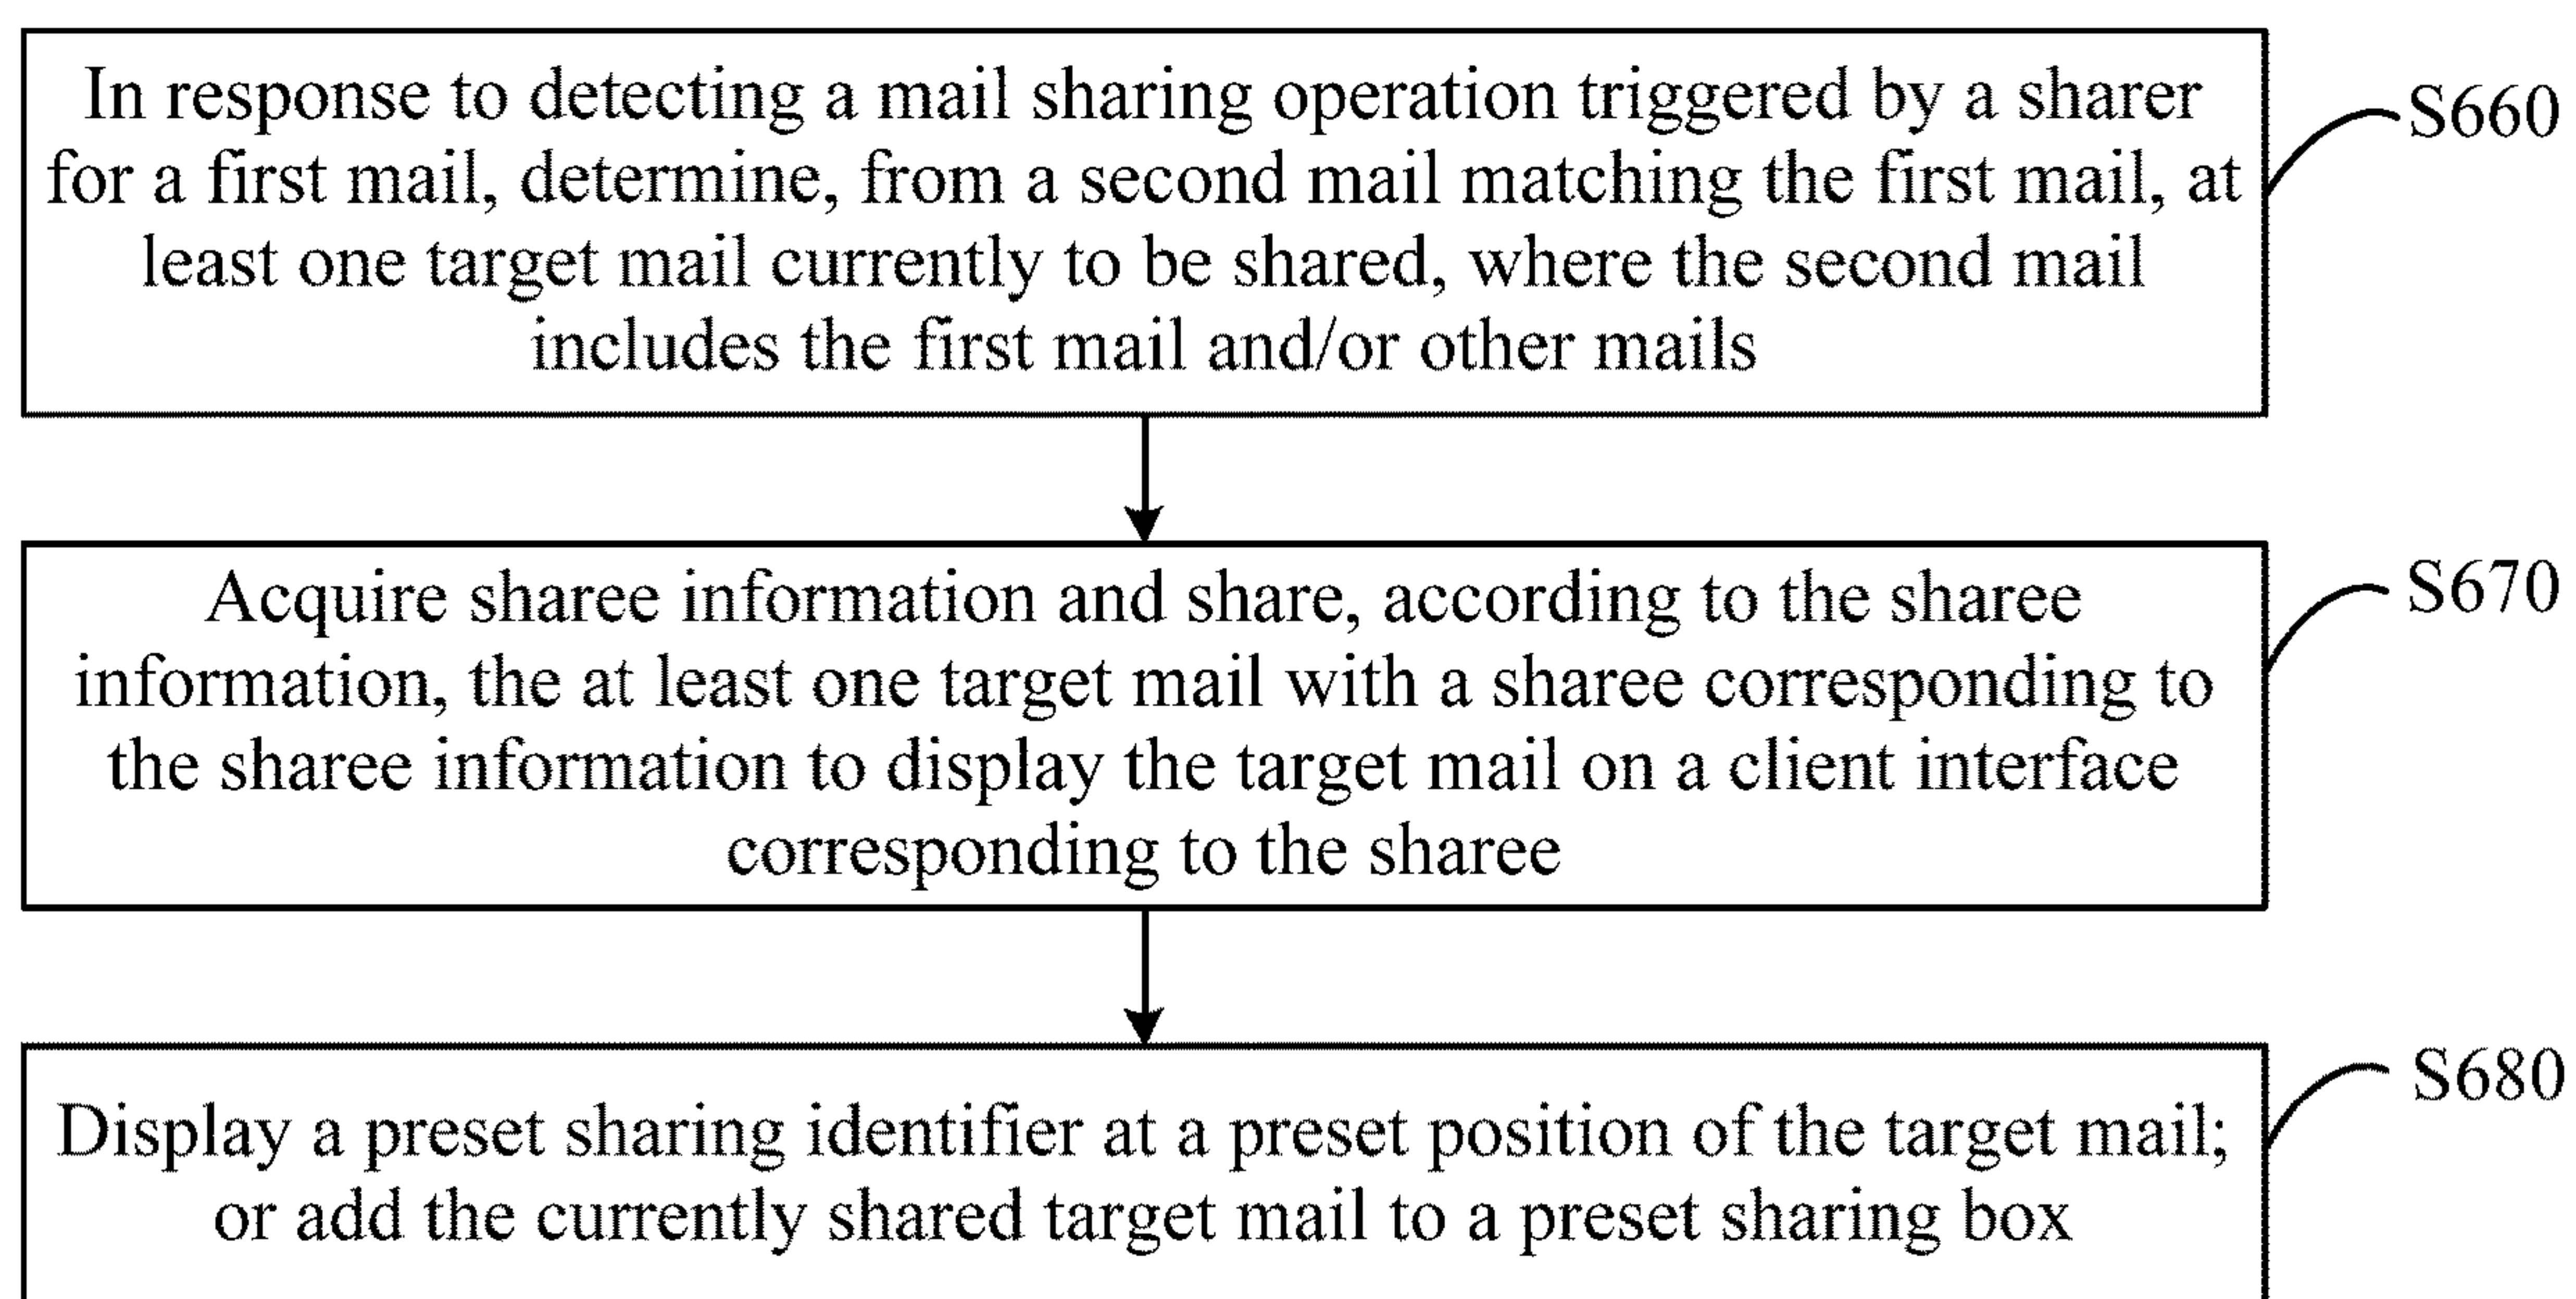 In response to detecting a mail sharing operation triggered by a sharer
for a first mail, determine, from a second mail matching the first mail, at
least one target mail currently to be shared, where the second mail
includes the first mail and/or other mails
S660
Acquire sharee information and share, according to the sharee
information, the at least one target mail with a sharee corresponding to
the sharee information to display the target mail on a client interface
corresponding to the sharee
S670
Display a preset sharing identifier at a preset position of the target mail;
or add the currently shared target mail to a preset sharing box
S680